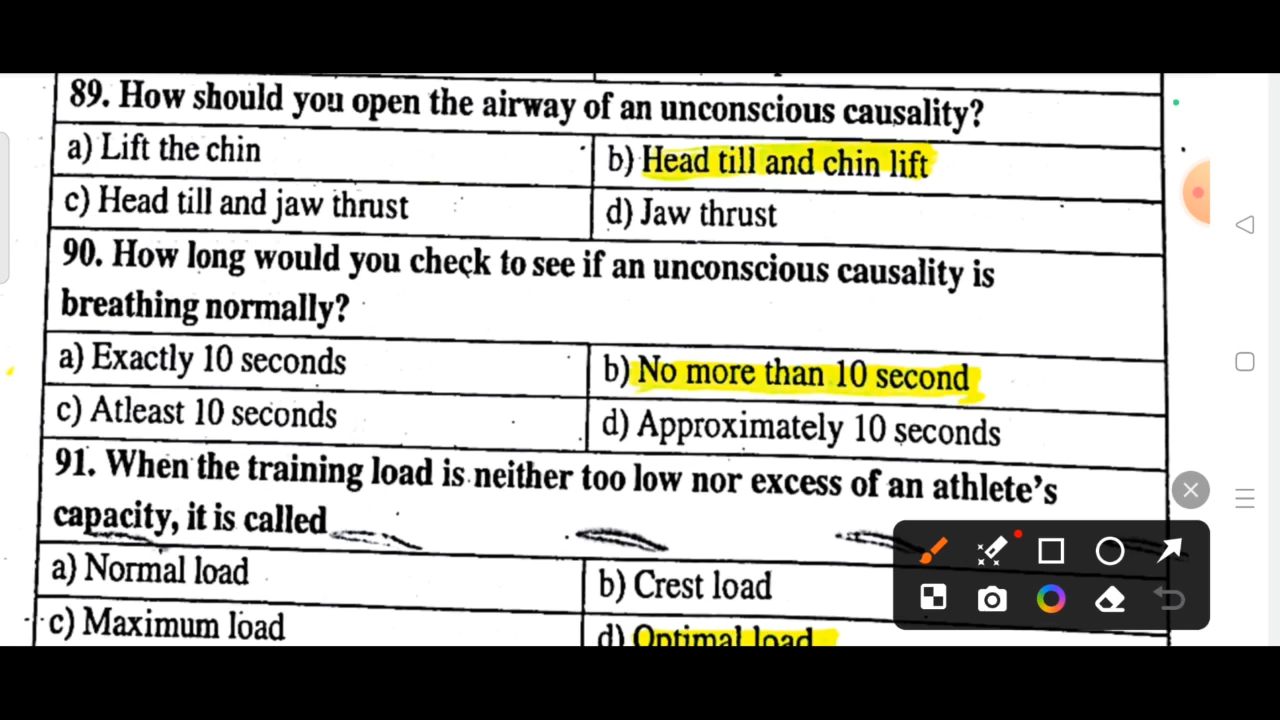 89. How should you open the airway of an unconscious causality?
a) Lift the chin
b) Head till and chin lift
c) Head till and jaw thrust
d) Jaw thrust
90. How long would you check to see if an unconscious causality is
breathing normally?
a) Exactly 10 seconds
b) No more than 10 second
c) Atleast 10 seconds
d) Approximately 10 seconds
91. When the training load is neither too low nor excess of an athlete's
capacity, it is called
a) Normal load
b) Crest load
c) Maximum load
d) Optimal load